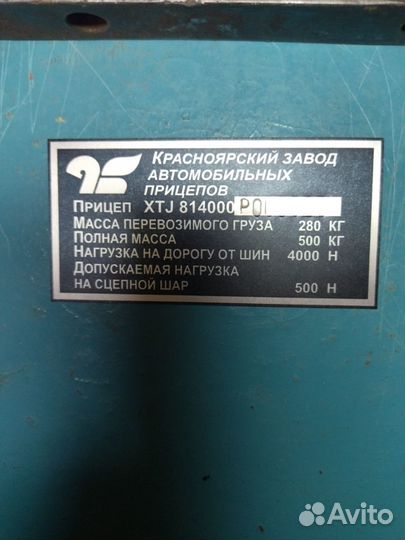 КРАСНОЯРСКИЙ ЗАВОД
АВТОМОБИЛЬНЫХ
ПРИЦЕПОВ
ПРИЦЕП XTJ 814000
МАССА ПЕРЕВОЗИМОГО ГРУЗА 280 КГ
ПОЛНАЯ МАССА 500 КГ
НАГРУЗКА НА ДОРОГУ ОТ ШИН 4000 Н
ДОПУСКАЕМАЯ НАГРУЗКА
НА СЦЕПНОЙ ШАР 500 Н
Avito